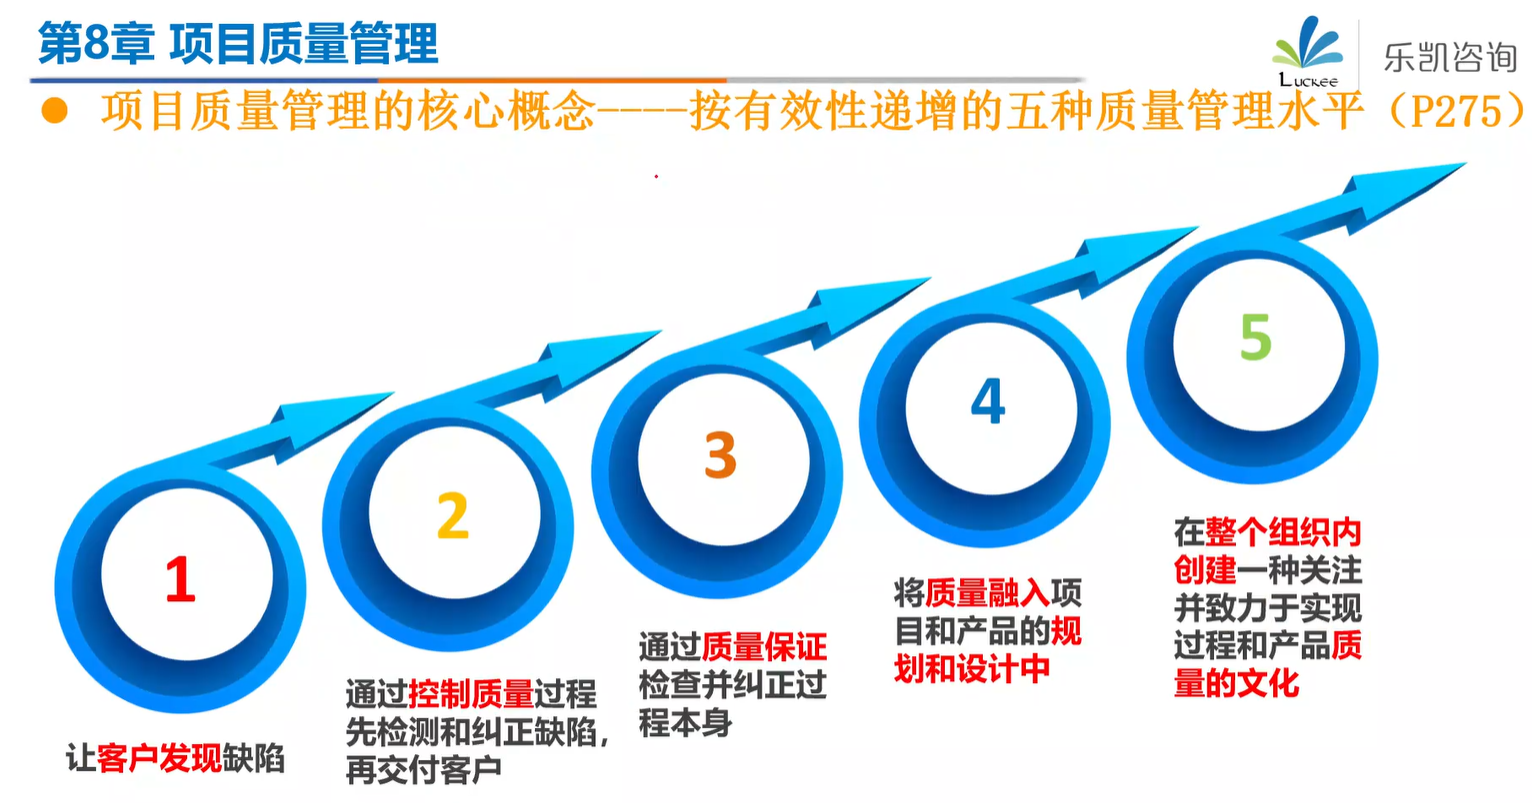 第8章 项目质量管理
Luckee
乐凯咨询
● 项目质量管理的核心概念----按有效性递增的五种质量管理水平（P275）
1
让客户发现缺陷
2
通过控制质量过程
先检测和纠正缺陷，
再交付客户
3
通过质量保证
检查并纠正过
程本身
4
将质量融入项
目和产品的规
划和设计中
5
在整个组织内
创建一种关注
并致力于实现
过程和产品质
量的文化